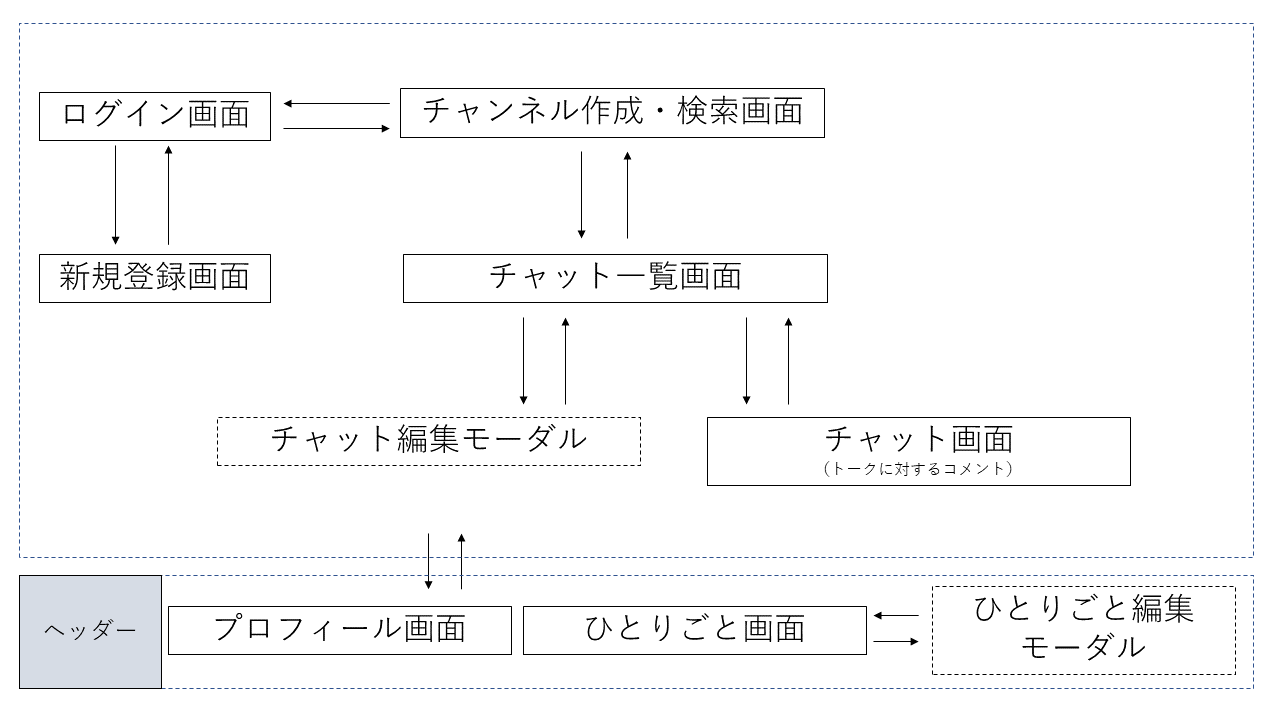 ログイン画面
チャンネル作成・検索画面
新規登録画面
チャット一覧画面
チャット編集モーダル
チャット画面
（トークに対するコメント）
ヘッダー
プロフィール画面
ひとりごと画面
ひとりごと編集
モーダル